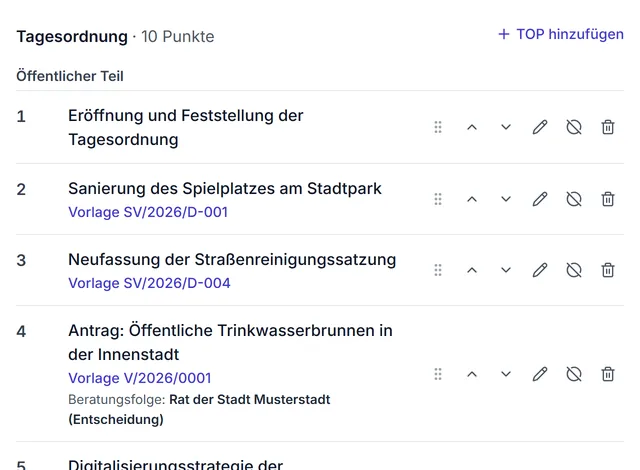 Tagesordnung · 10 Punkte
+ TOP hinzufügen
Öffentlicher Teil
1 Eröffnung und Feststellung der
Tagesordnung
2 Sanierung des Spielplatzes am Stadtpark
Vorlage SV/2026/D-001
3 Neufassung der Straßenreinigungssatzung
Vorlage SV/2026/D-004
4 Antrag: Öffentliche Trinkwasserbrunnen in
der Innenstadt
Vorlage V/2026/0001
Beratungsfolge: Rat der Stadt Musterstadt
(Entscheidung)
5 Digitalisierungsstrategie der